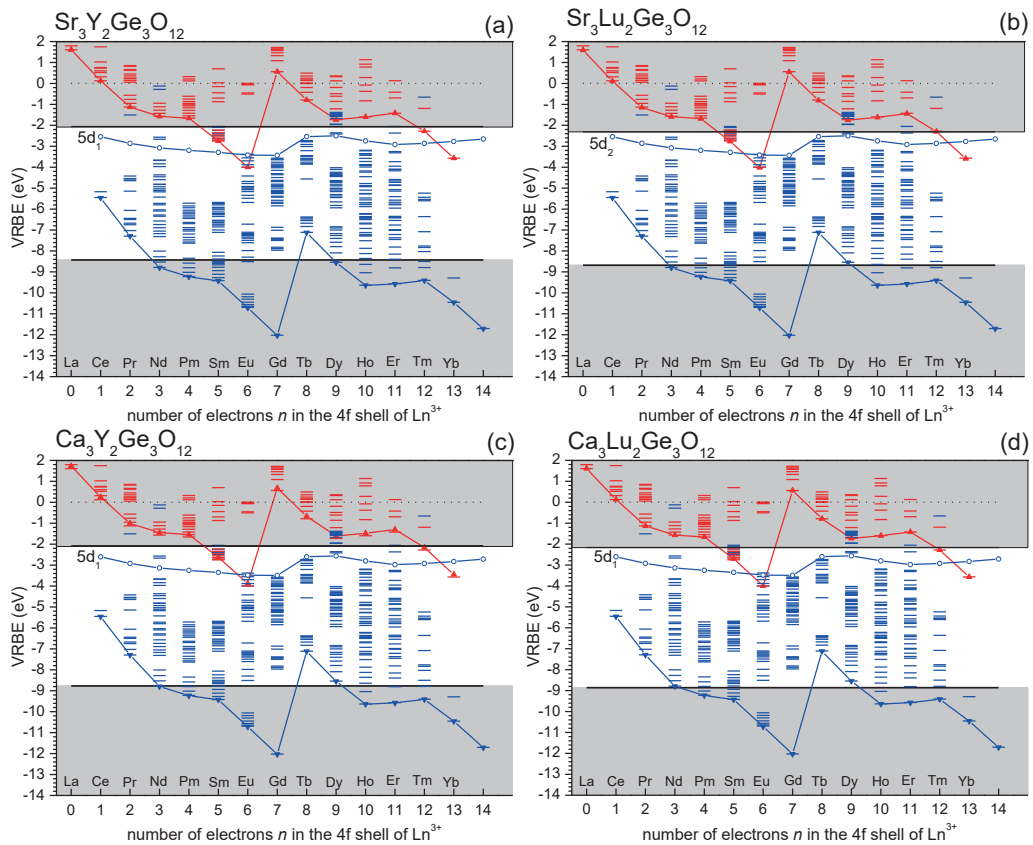 Sr3Y2Ge3O12
(a)
VRBE (eV)
2
1
0
-1
-2
-3
-4
-5
-6
-7
-8
-9
-10
-11
-12
-13
-14
5d1
La Ce Pr Nd Pm Sm Eu Gd Tb Dy Ho Er Tm Yb
0 1 2 3 4 5 6 7 8 9 10 11 12 13 14
number of electrons n in the 4f shell of Ln3+
Sr3Lu2Ge3O12
(b)
VRBE (eV)
2
1
0
-1
-2
-3
-4
-5
-6
-7
-8
-9
-10
-11
-12
-13
-14
5d2
La Ce Pr Nd Pm Sm Eu Gd Tb Dy Ho Er Tm Yb
0 1 2 3 4 5 6 7 8 9 10 11 12 13 14
number of electrons n in the 4f shell of Ln3+
Ca3Y2Ge3O12
(c)
VRBE (eV)
2
1
0
-1
-2
-3
-4
-5
-6
-7
-8
-9
-10
-11
-12
-13
-14
5d1
La Ce Pr Nd Pm Sm Eu Gd Tb Dy Ho Er Tm Yb
0 1 2 3 4 5 6 7 8 9 10 11 12 13 14
number of electrons n in the 4f shell of Ln3+
Ca3Lu2Ge3O12
(d)
VRBE (eV)
2
1
0
-1
-2
-3
-4
-5
-6
-7
-8
-9
-10
-11
-12
-13
-14
5d1
La Ce Pr Nd Pm Sm Eu Gd Tb Dy Ho Er Tm Yb
0 1 2 3 4 5 6 7 8 9 10 11 12 13 14
number of electrons n in the 4f shell of Ln3+